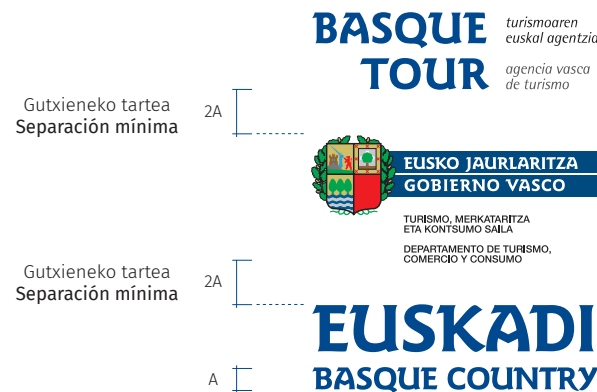 BASQUE
TOUR
turismoaren
euskal agentzia
agencia vasca
de turismo
Gutxieneko tartea
Separación mínima
2A
EUSKO JAURLARITZA
GOBIERNO VASCO
TURISMO, MERKATARITZA
ETA KONTSUMO SAILA
DEPARTAMENTO DE TURISMO,
COMERCIO Y CONSUMO
Gutxieneko tartea
Separación mínima
2A
EUSKADI
A
BASQUE COUNTRY